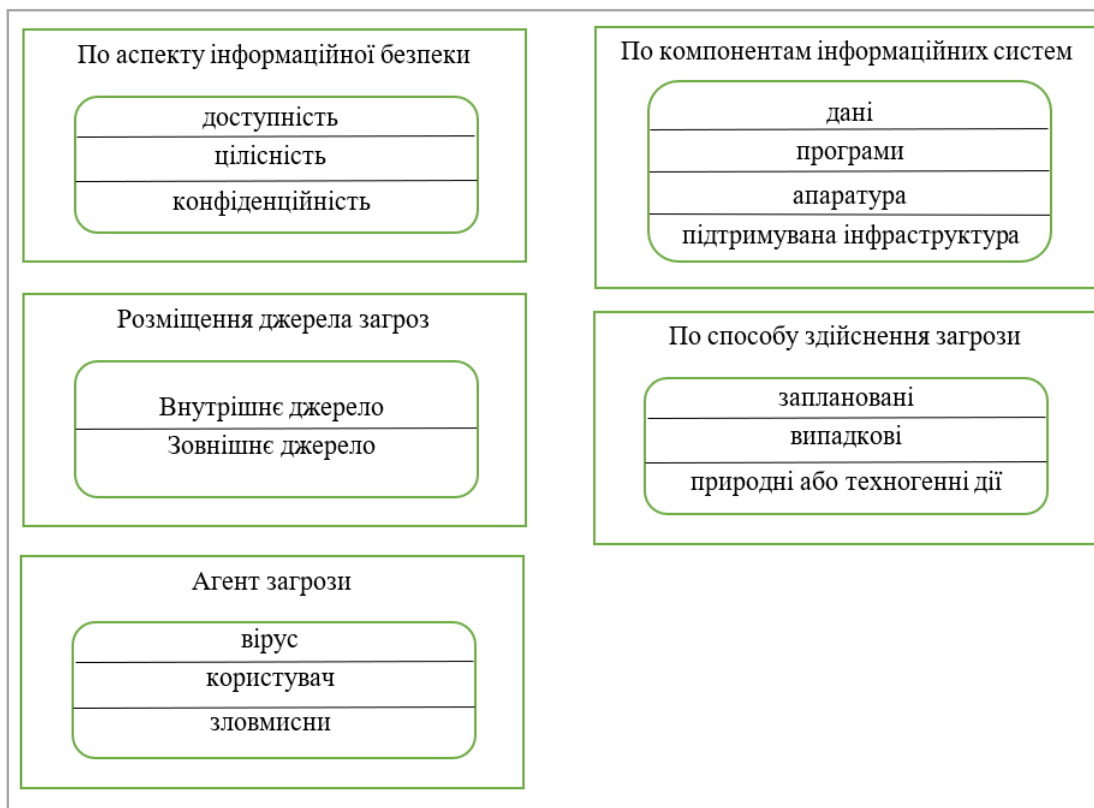 По аспекту інформаційної безпеки
доступність
цілісність
конфіденційність
По компонентам інформаційних систем
дані
програми
апаратура
підтримувана інфраструктура
Розміщення джерела загроз
Внутрішнє джерело
Зовнішнє джерело
По способу здійснення загрози
заплановані
випадкові
природні або техногенні дії
Агент загрози
вірус
користувач
зловмисни